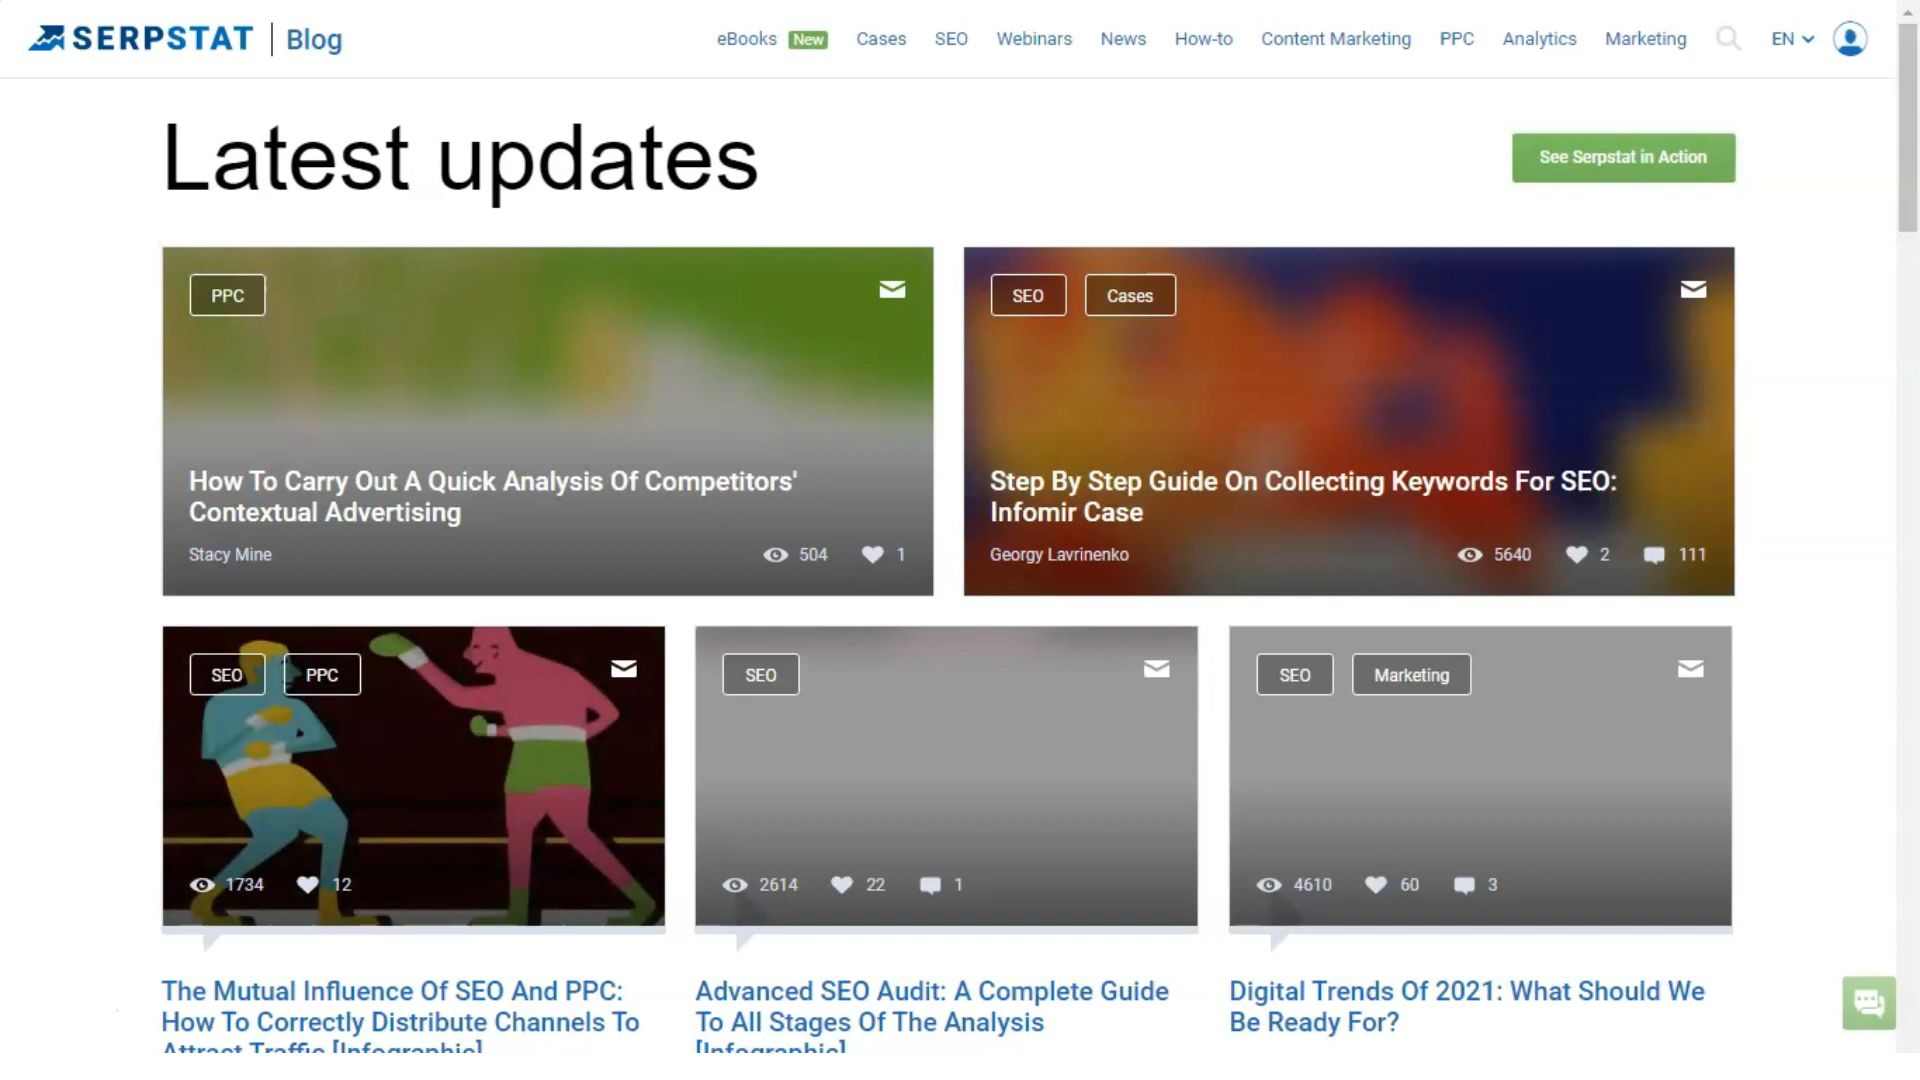 SERPSTAT Blog
eBooks New Cases SEO Webinars News How-to Content Marketing PPC Analytics Marketing EN
Latest updates
See Serpstat in Action
PPC
How To Carry Out A Quick Analysis Of Competitors'
Contextual Advertising
Stacy Mine 504 1
SEO Cases
Step By Step Guide On Collecting Keywords For SEO:
Infomir Case
Georgy Lavrinenko 5640 2 111
SEO PPC
1734 12
The Mutual Influence Of SEO And PPC:
How To Correctly Distribute Channels To
Attract Traffic [Infographic]
SEO
2614 22 1
Advanced SEO Audit: A Complete Guide
To All Stages Of The Analysis
[Infographic]
SEO Marketing
4610 60 3
Digital Trends Of 2021: What Should We
Be Ready For?